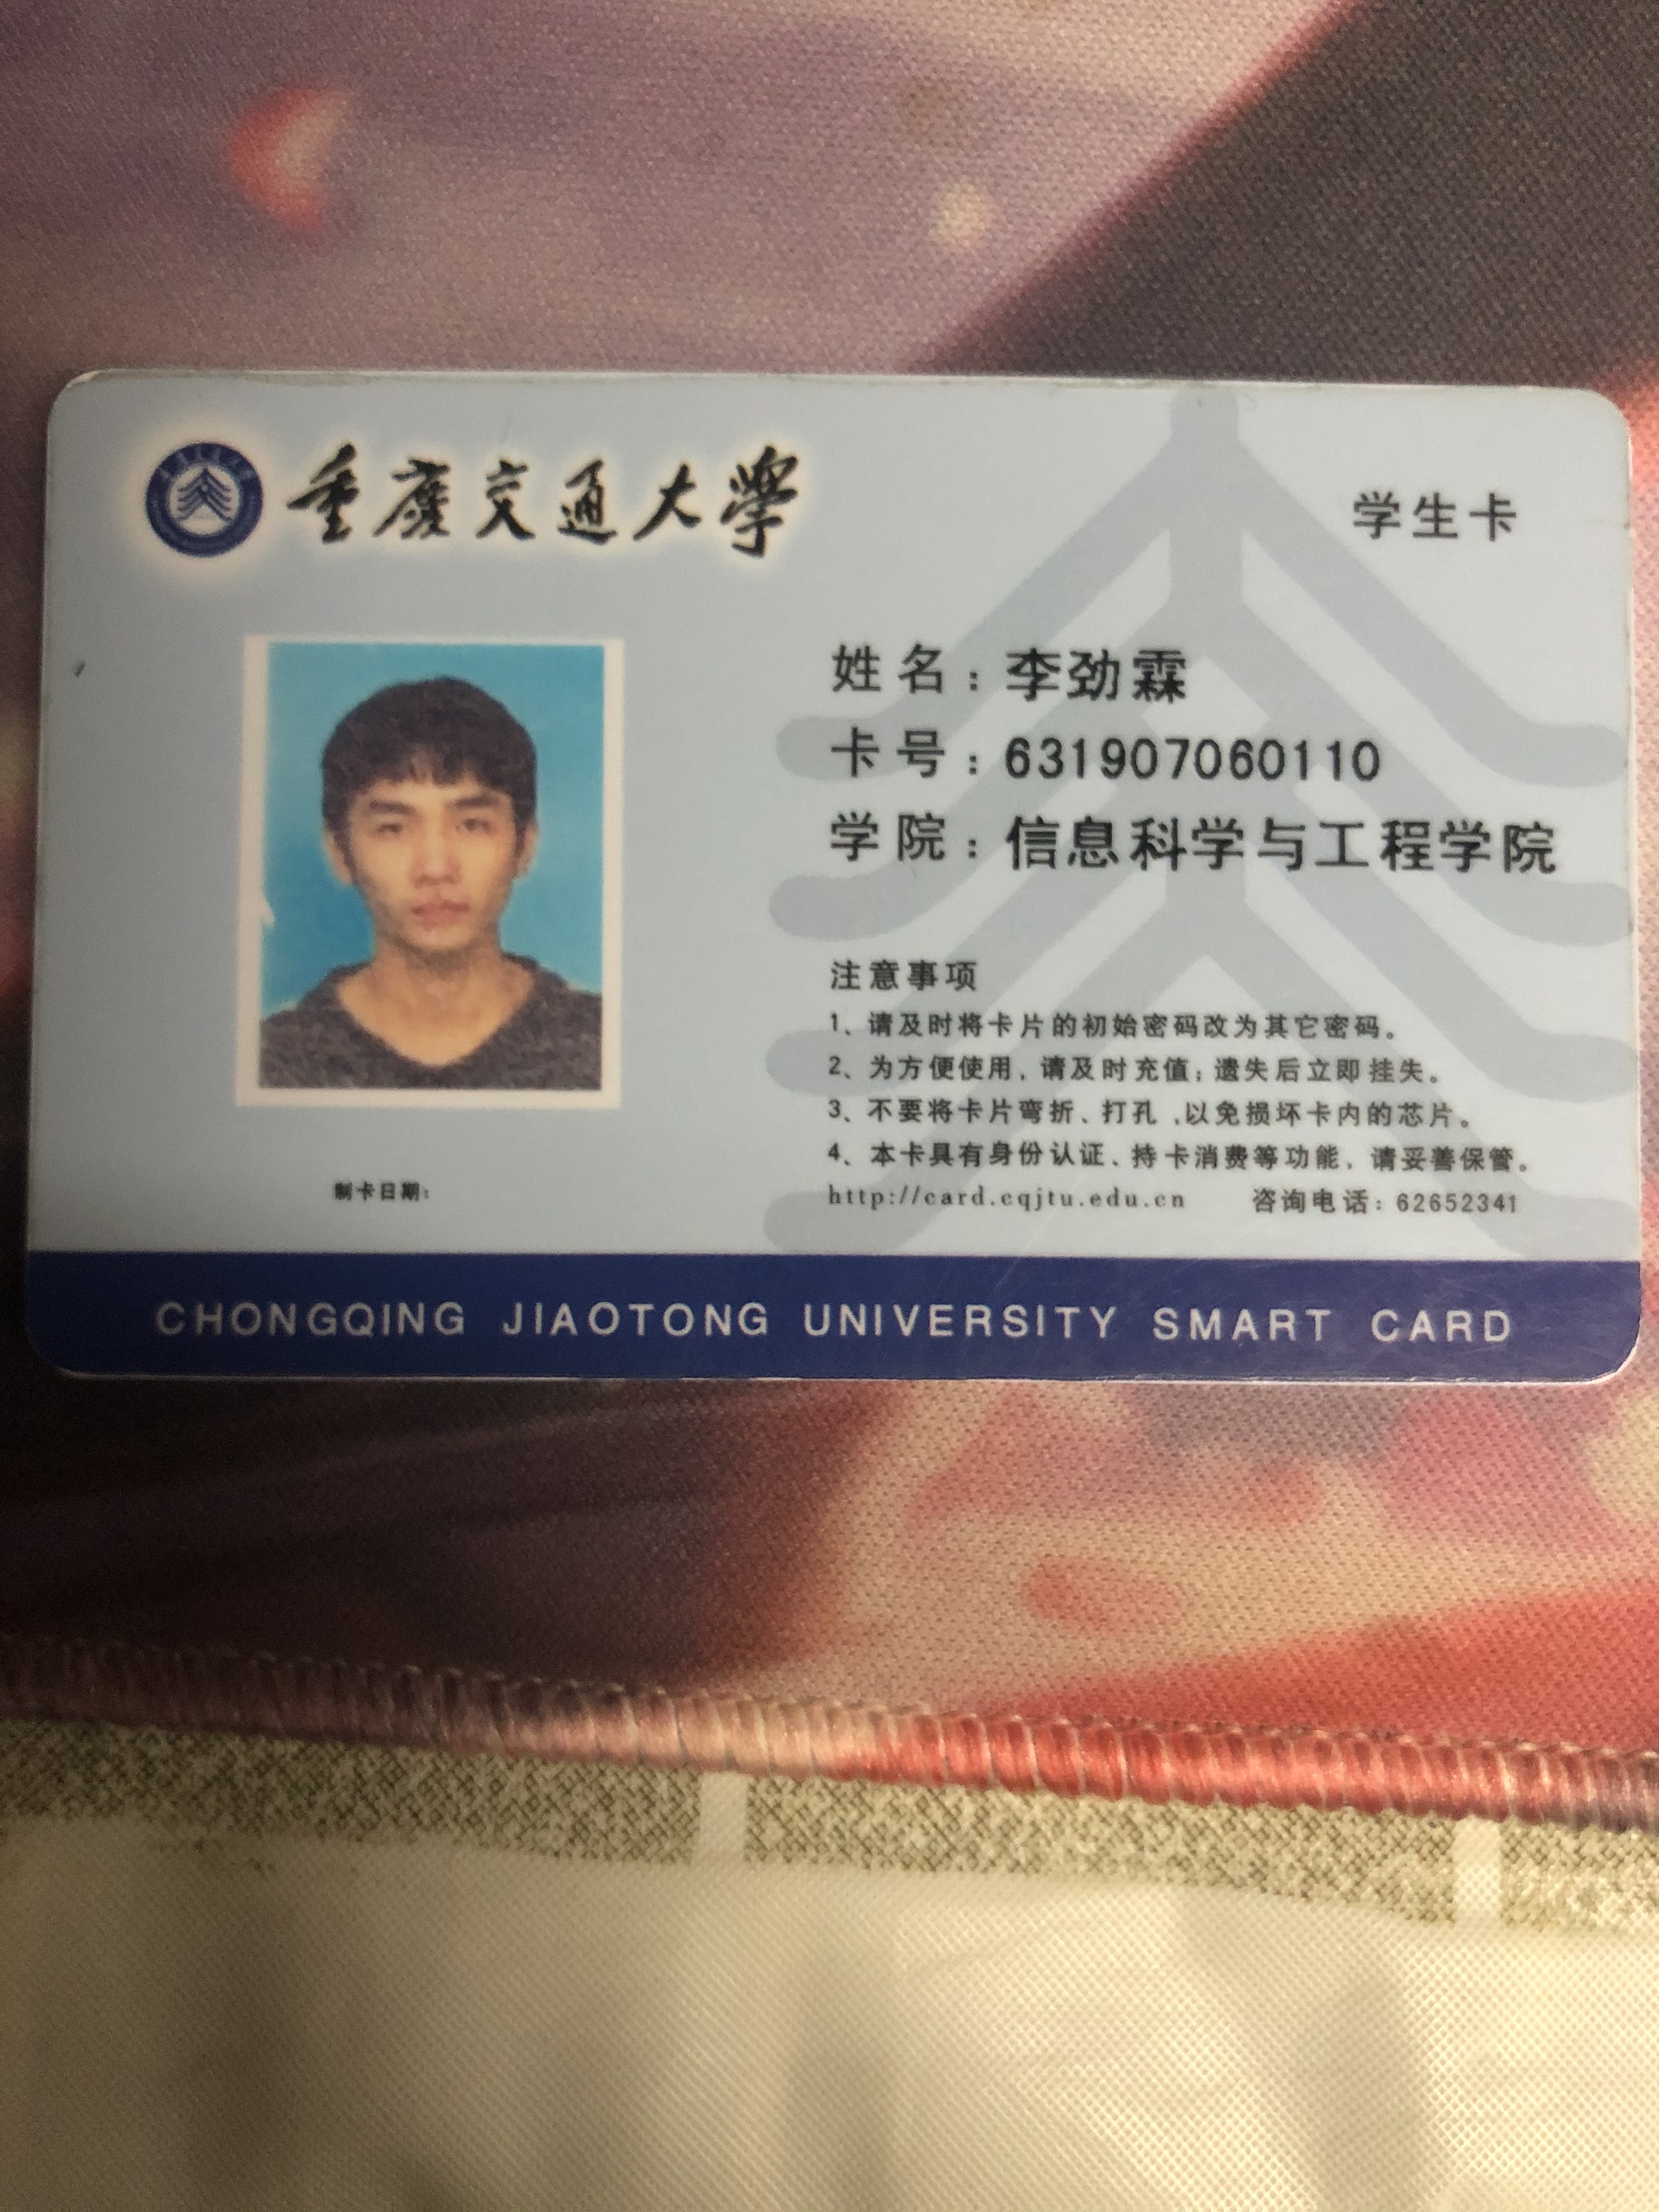 重慶交通大學
学生卡
姓名：李劲霖
卡号：631907060110
学院：信息科学与工程学院
注意事项
1、请及时将卡片的初始密码改为其它密码。
2、为方便使用，请及时充值；遗失后立即挂失。
3、不要将卡片弯折、打孔，以免损坏卡内的芯片。
4、本卡具有身份认证、持卡消费等功能，请妥善保管。
http://card.cqjtu.edu.cn 咨询电话：62652341
制卡日期：
CHONGQING JIAOTONG UNIVERSITY SMART CARD